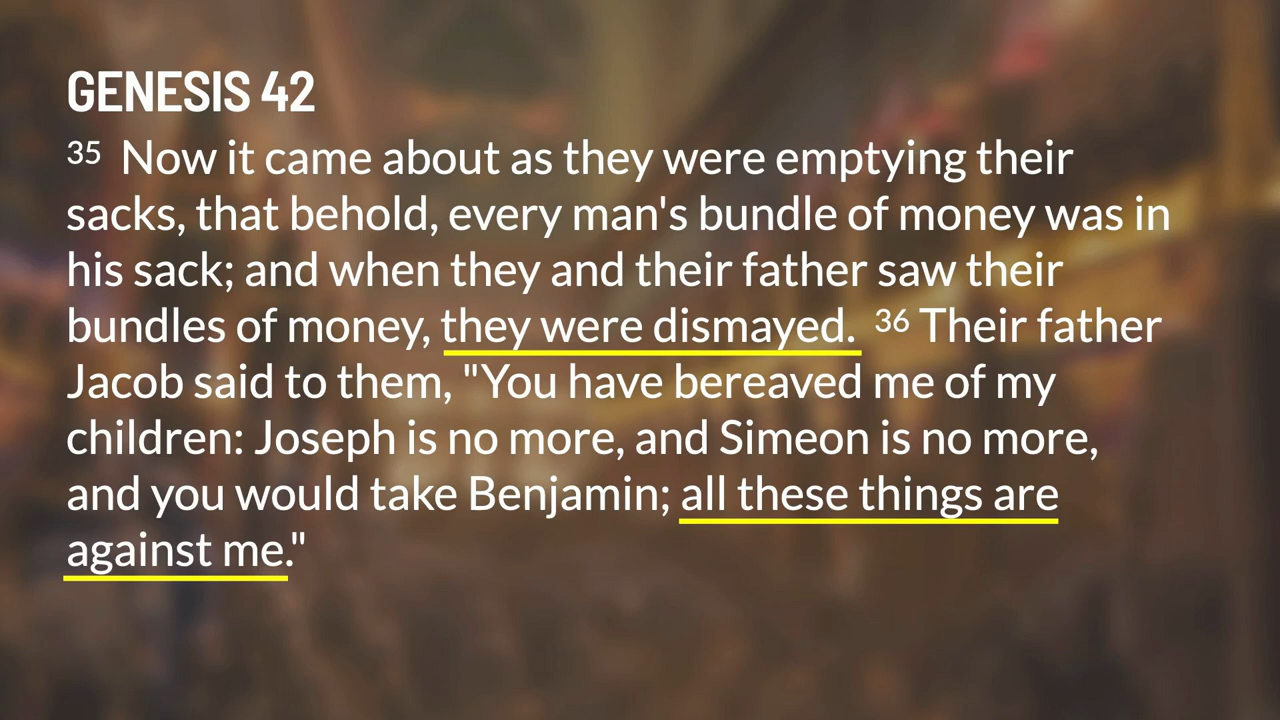 GENESIS 42
35 Now it came about as they were emptying their
sacks, that behold, every man's bundle of money was in
his sack; and when they and their father saw their
bundles of money, they were dismayed. 36 Their father
Jacob said to them, "You have bereaved me of my
children: Joseph is no more, and Simeon is no more,
and you would take Benjamin; all these things are
against me."